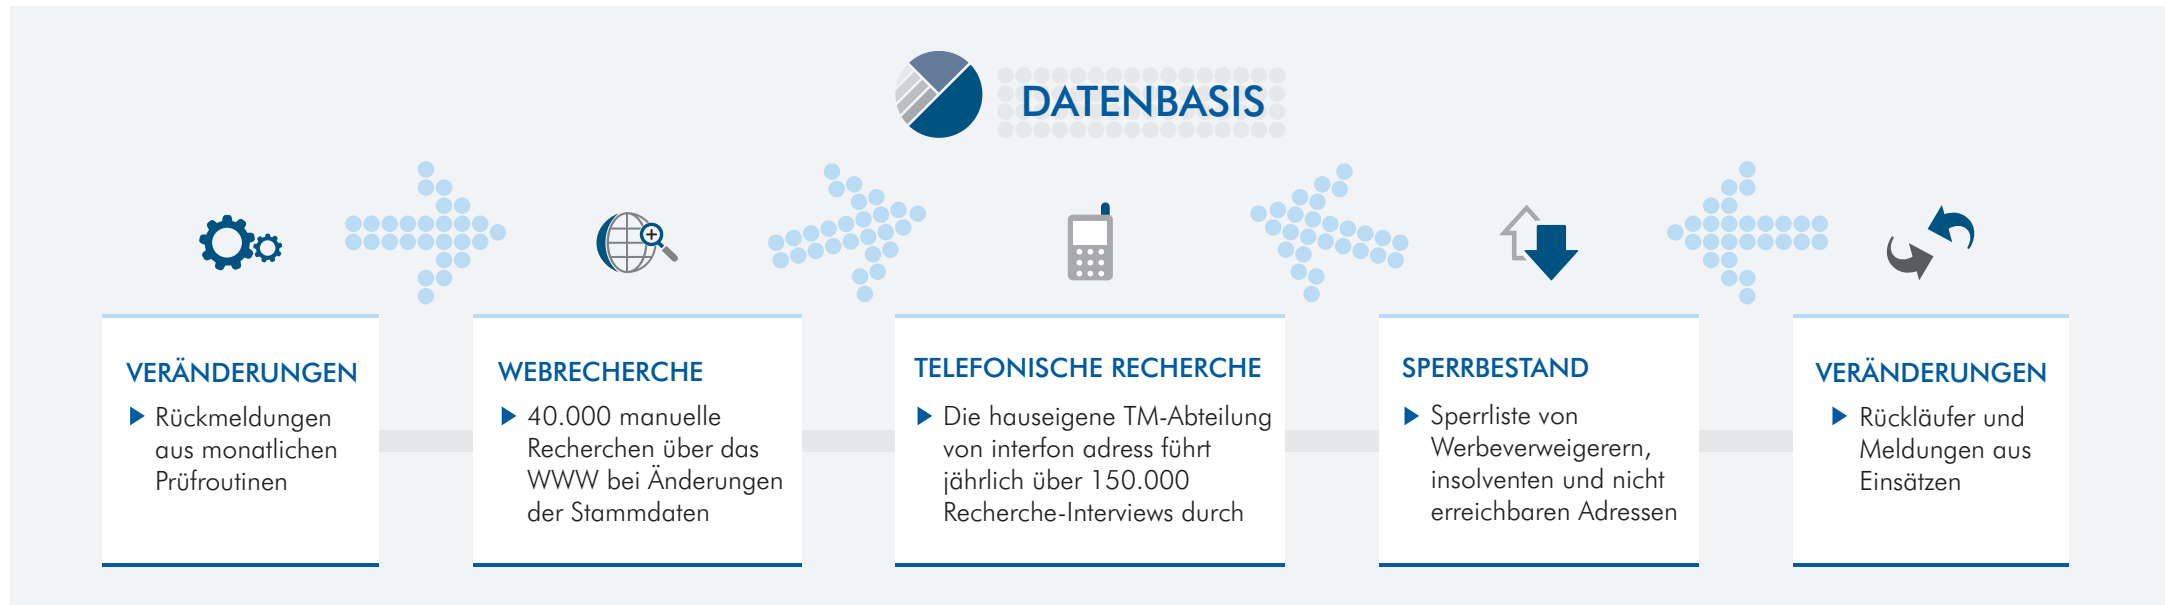 DATENBASIS
VERÄNDERUNGEN
Rückmeldungen
aus monatlichen
Prüfroutinen
WEBRECHERCHE
40.000 manuelle
Recherchen über das
WWW bei Änderungen
der Stammdaten
TELEFONISCHE RECHERCHE
Die hauseigene TM-Abteilung
von interfon adress führt
jährlich über 150.000
Recherche-Interviews durch
SPERRBESTAND
Sperrliste von
Werbeverweigerern,
insolventen und nicht
erreichbaren Adressen
VERÄNDERUNGEN
Rückläufer und
Meldungen aus
Einsätzen